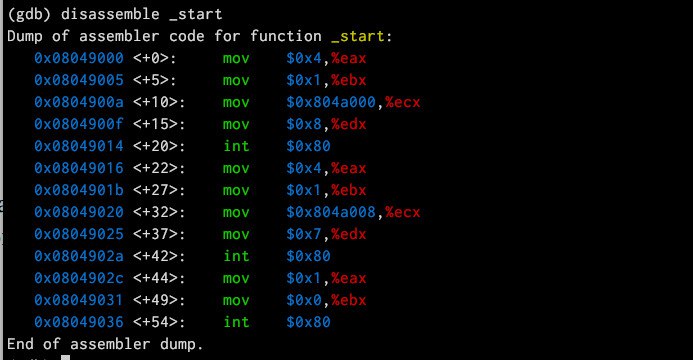 (gdb) disassemble _start
Dump of assembler code for function _start:
   0x08049000 <+0>:     mov    $0x4,%eax
   0x08049005 <+5>:     mov    $0x1,%ebx
   0x0804900a <+10>:    mov    $0x804a000,%ecx
   0x0804900f <+15>:    mov    $0x8,%edx
   0x08049014 <+20>:    int    $0x80
   0x08049016 <+22>:    mov    $0x4,%eax
   0x0804901b <+27>:    mov    $0x1,%ebx
   0x08049020 <+32>:    mov    $0x804a008,%ecx
   0x08049025 <+37>:    mov    $0x7,%edx
   0x0804902a <+42>:    int    $0x80
   0x0804902c <+44>:    mov    $0x1,%eax
   0x08049031 <+49>:    mov    $0x0,%ebx
   0x08049036 <+54>:    int    $0x80
End of assembler dump.